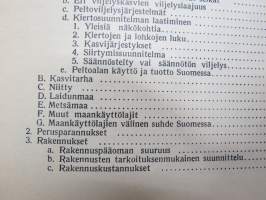 b. Eri viljelyskasvien viljelyslaajuus
c. Peltoviljelysjärjestelmät
d. Kiertosuunnitelman laatiminen
1. Yleisiä näkökohtia
2. Kiertojen ja lohkojen luku
3. Kasvijärjestykset
4. Siirtymissuunnitelma
5. Säännöstelty vai säännötön viljelys
e. Peltoalan käyttö ja tuotto Suomessa
B. Kasvitarha
C. Niitty
D. Laidunmaa
E. Metsämaa
F. Muut maankäyttölajit
G. Maankäyttölajien välinen suhde Suomessa
2. Perusparannukset
3. Rakennukset
a. Rakennuspääoman suuruus
b. Rakennusten tarkoituksenmukainen suunnittelu
c. Rakennuskustannukset